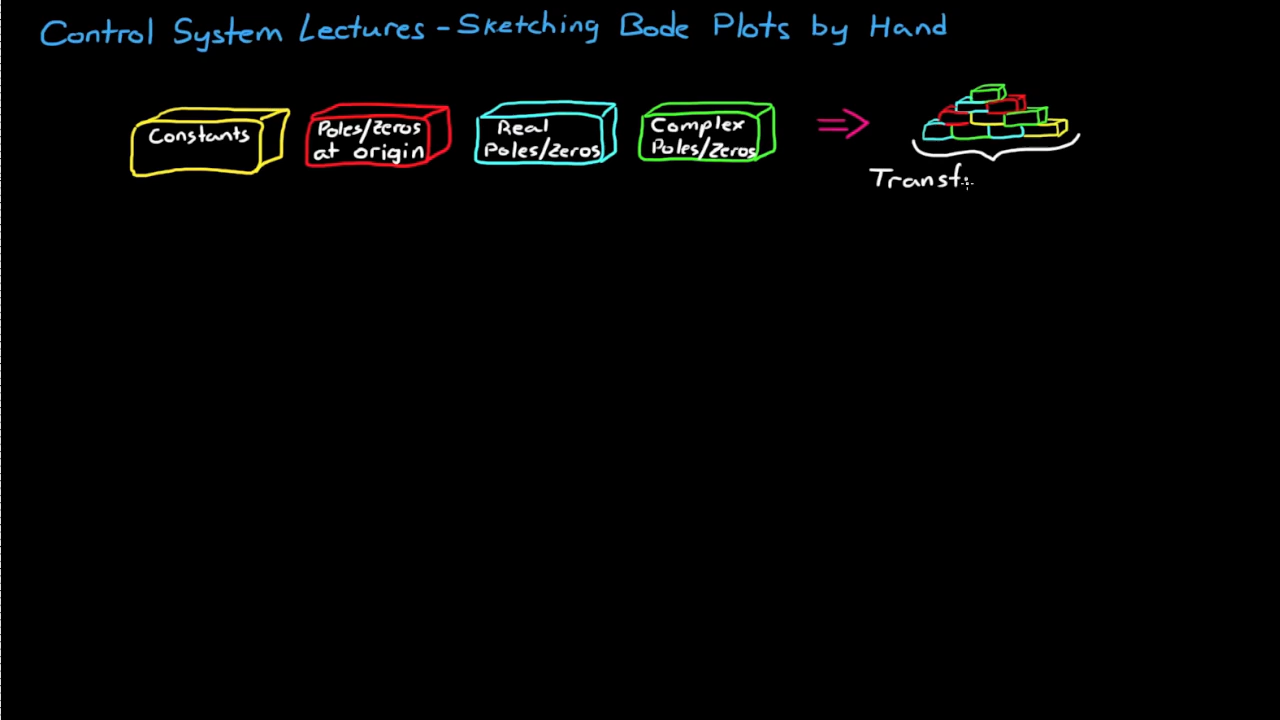 Control System Lectures - Sketching Bode Plots by Hand
Constants
Poles/Zeros
at origin
Real
Poles/Zeros
Complex
Poles/Zeros
Transf